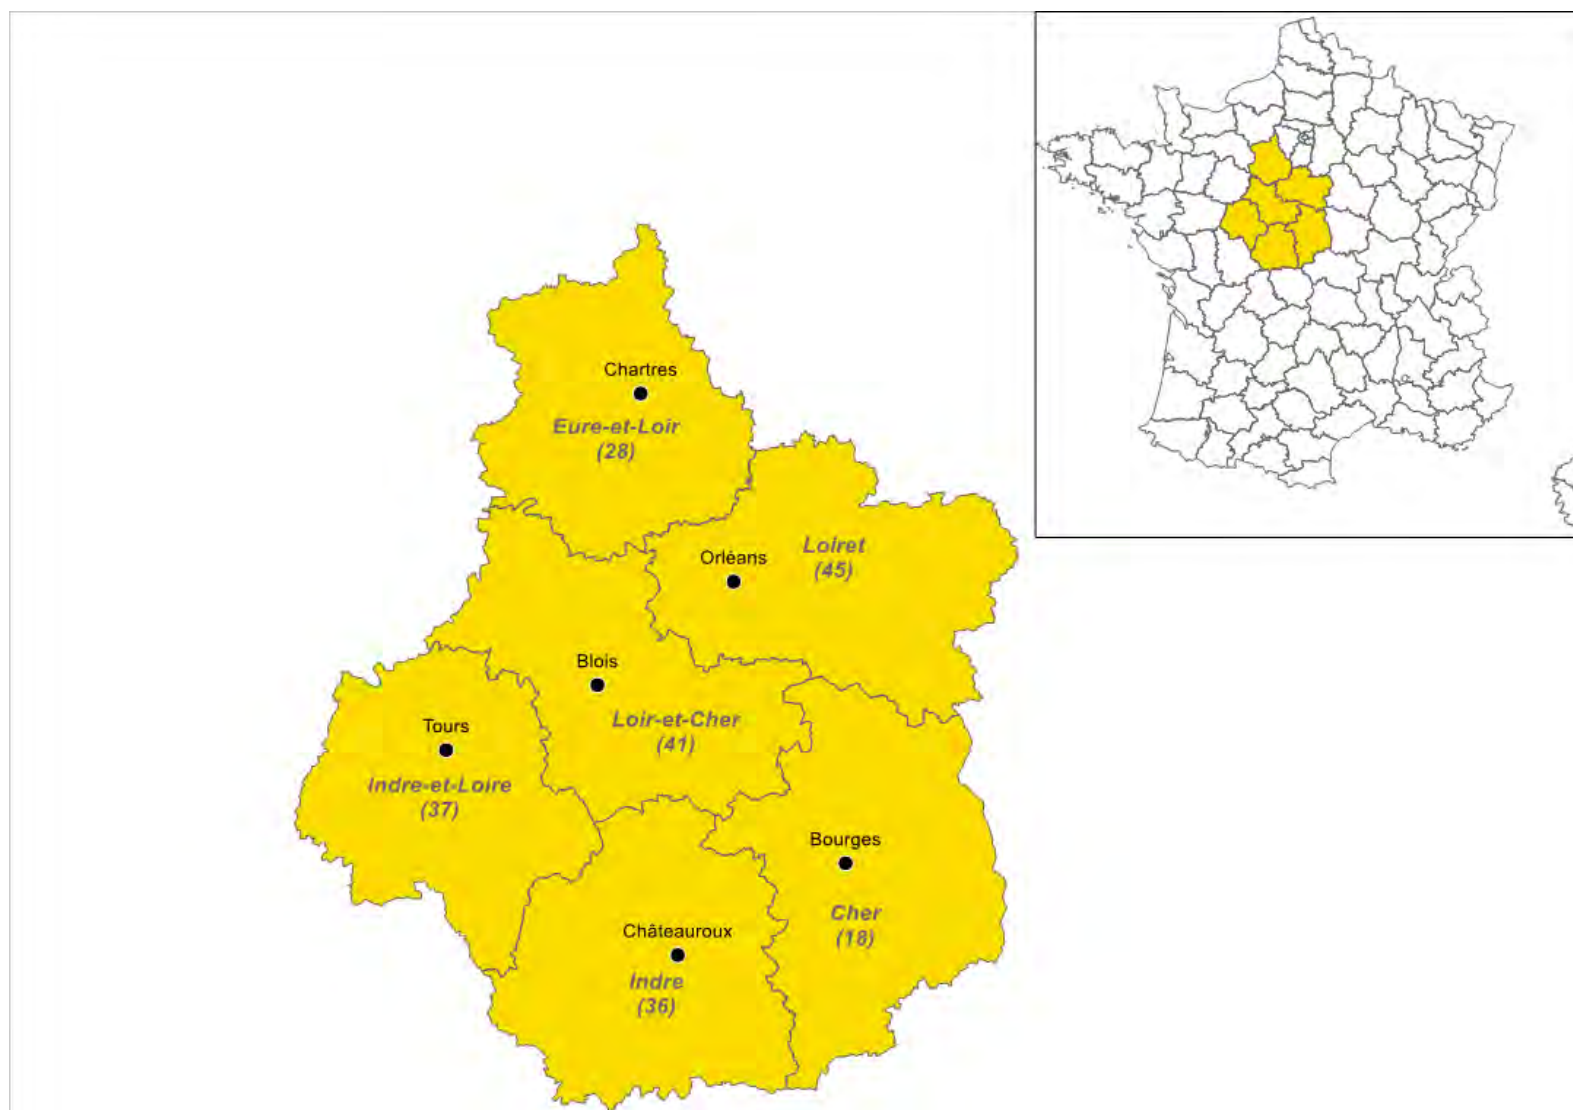 Chartres
Eure-et-Loir
(28)
Orléans
Loiret
(45)
Blois
Loir-et-Cher
(41)
Tours
Indre-et-Loire
(37)
Bourges
Cher
(18)
Châteauroux
Indre
(36)